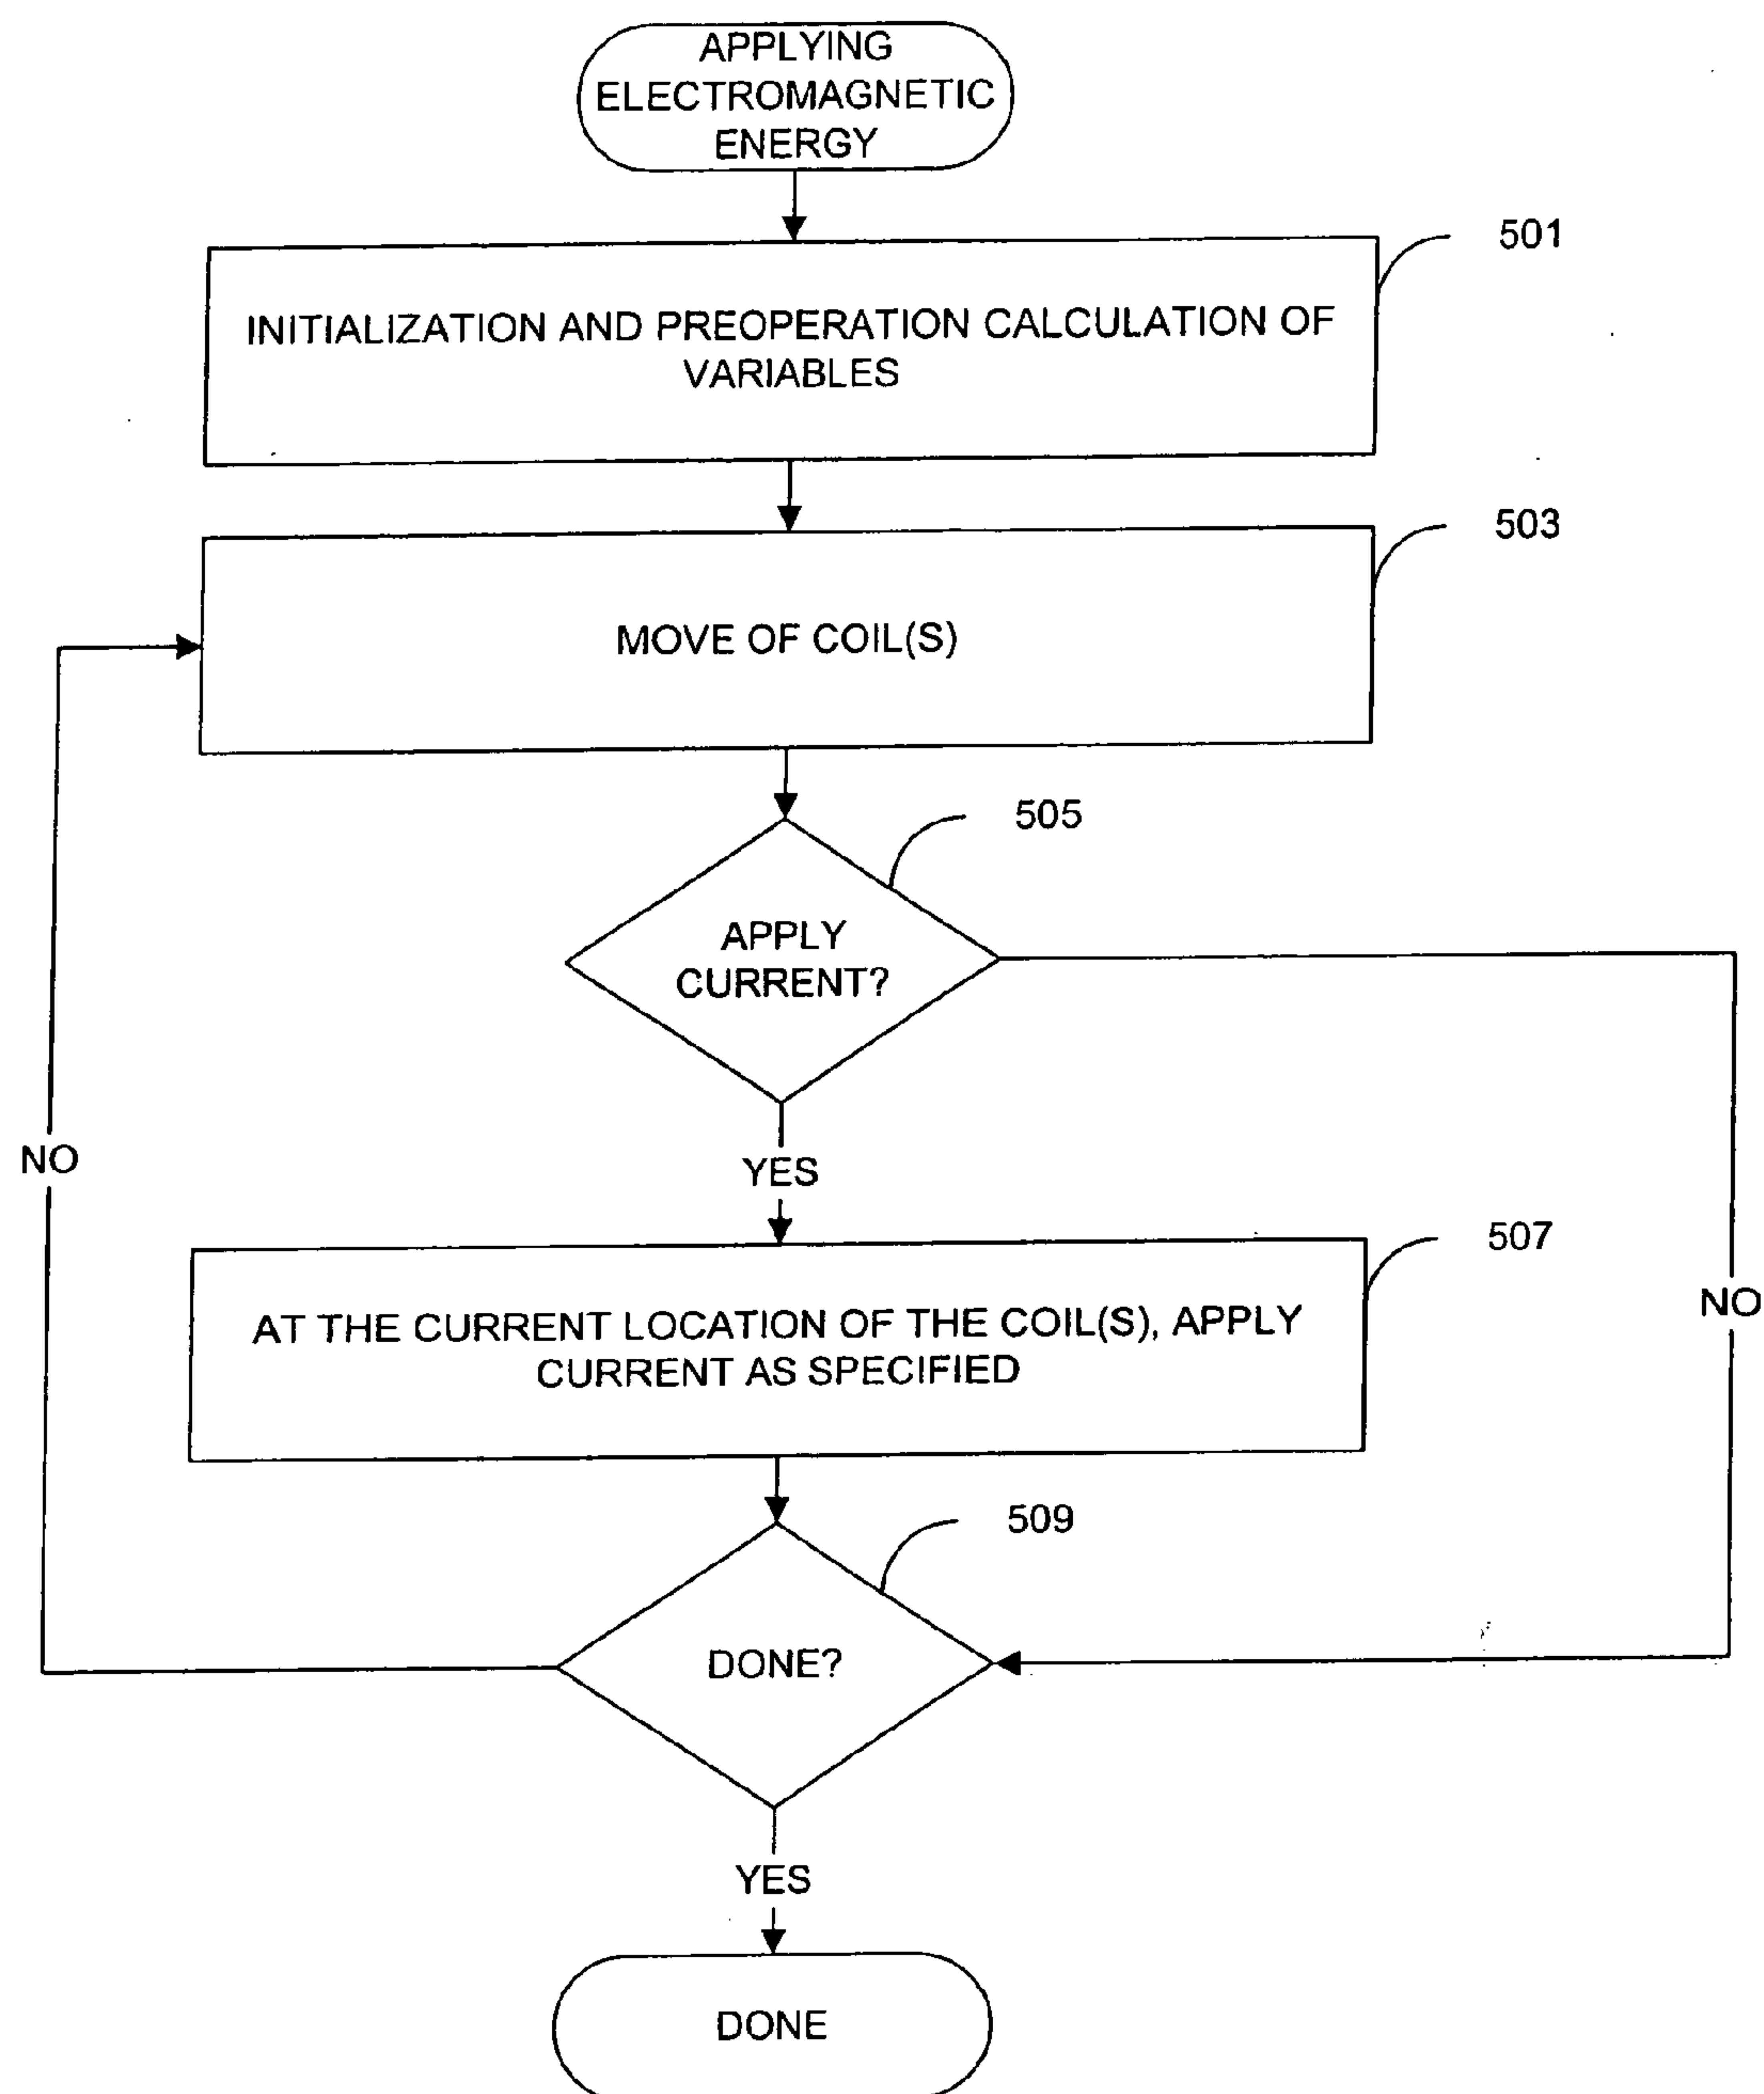 APPLYING
ELECTROMAGNETIC
ENERGY
501
INITIALIZATION AND PREOPERATION CALCULATION OF
VARIABLES
503
MOVE OF COIL(S)
505
APPLY
CURRENT?
NO
YES
507
NO
AT THE CURRENT LOCATION OF THE COIL(S), APPLY
CURRENT AS SPECIFIED
509
DONE?
YES
DONE